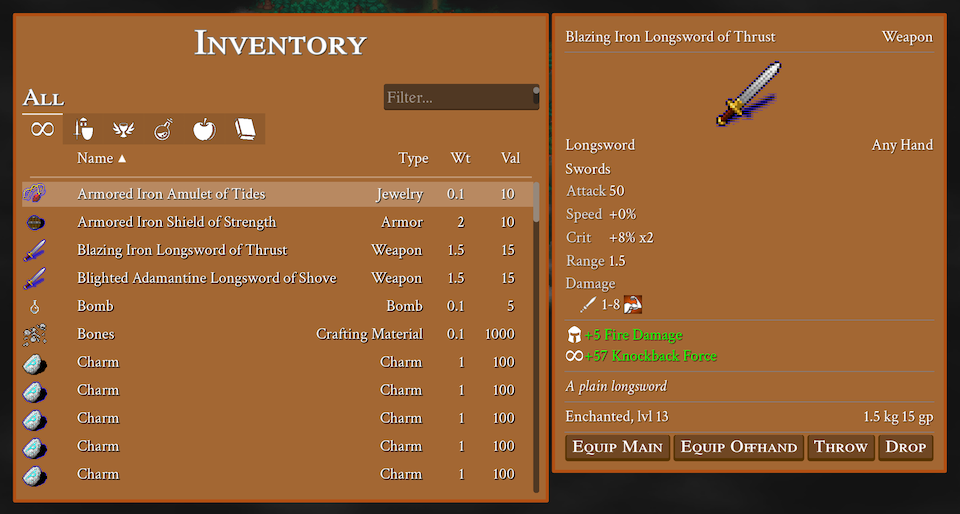 Inventory
All
Filter...
Name ▲ Type Wt Val
Armored Iron Amulet of Tides Jewelry 0.1 10
Armored Iron Shield of Strength Armor 2 10
Blazing Iron Longsword of Thrust Weapon 1.5 15
Blighted Adamantine Longsword of Shove Weapon 1.5 15
Bomb Bomb 0.1 5
Bones Crafting Material 0.1 1000
Charm Charm 1 100
Charm Charm 1 100
Charm Charm 1 100
Charm Charm 1 100
Charm Charm 1 100
Blazing Iron Longsword of Thrust Weapon
Longsword Any Hand
Swords
Attack 50
Speed +0%
Crit +8% x2
Range 1.5
Damage
1-8
+5 Fire Damage
+57 Knockback Force
A plain longsword
Enchanted, lvl 13 1.5 kg 15 gp
Equip Main Equip Offhand Throw Drop